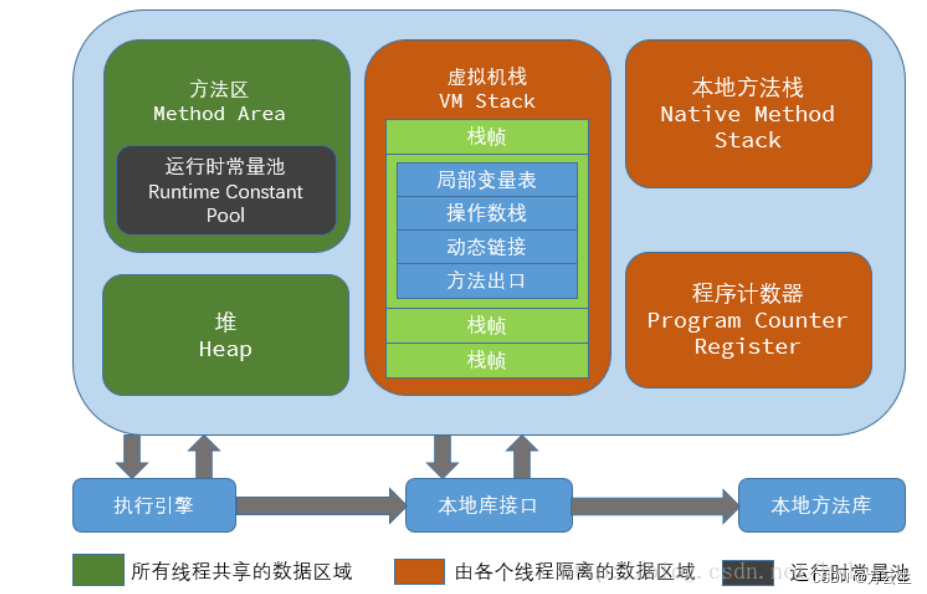 方法区
Method Area
运行时常量池
Runtime Constant
Pool
堆
Heap
虚拟机栈
VM Stack
栈帧
局部变量表
操作数栈
动态链接
方法出口
栈帧
栈帧
本地方法栈
Native Method
Stack
程序计数器
Program Counter
Register
执行引擎
本地库接口
本地方法库
所有线程共享的数据区域
由各个线程隔离的数据区域
运行时常量池
csdn.net
CSDN